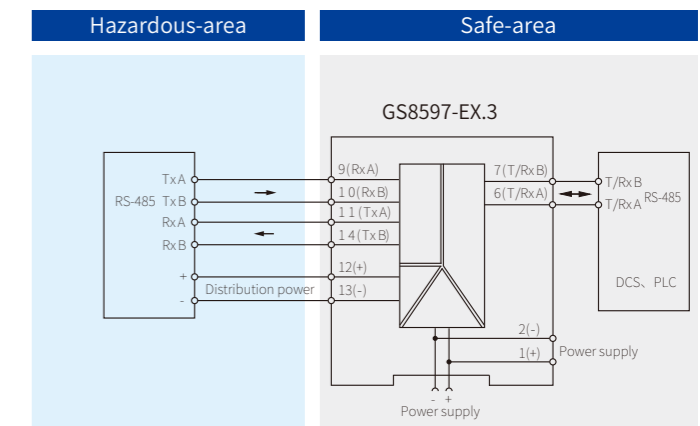 Hazardous-area
Safe-area
GS8597-EX.3
TxA
RS-485 TxB
RxA
RxB
+
-
Distribution power
9(RxA)
10(RxB)
11(TxA)
14(TxB)
12(+)
13(-)
7(T/RxB)
6(T/RxA)
T/RxB
T/RxA
RS-485
DCS、PLC
2(-)
1(+)
Power supply
- +
Power supply